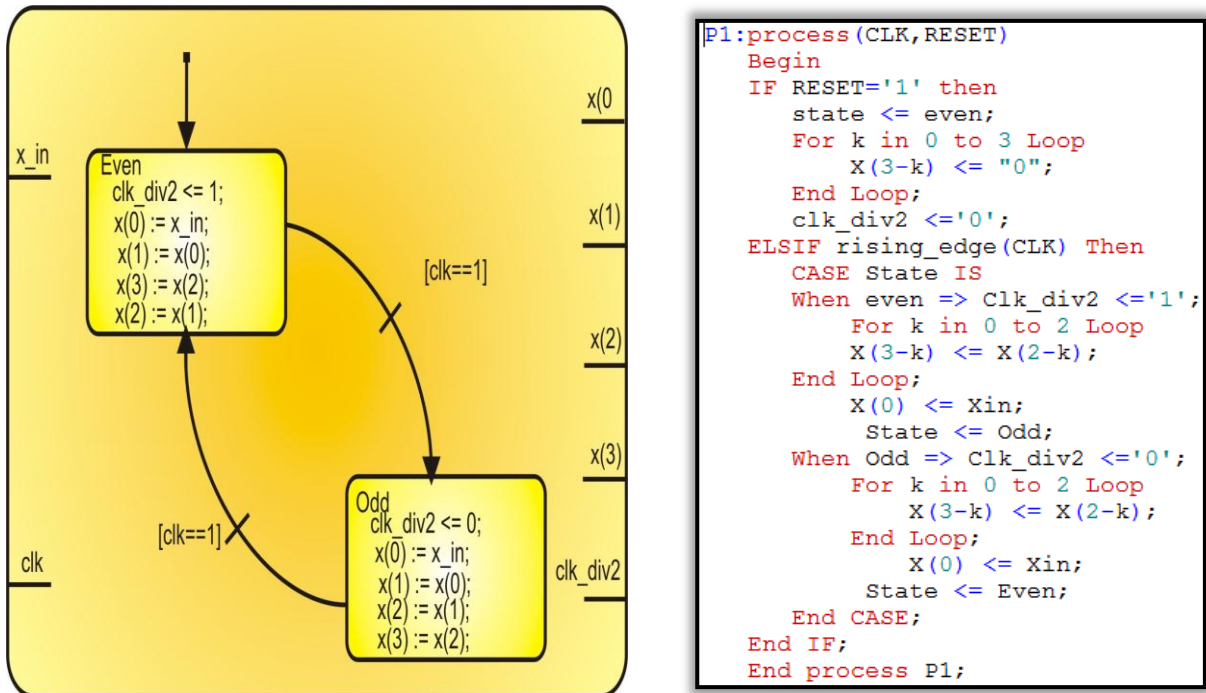 x_in
Even
clk_div2 <= 1;
x(0) := x_in;
x(1) := x(0);
x(3) := x(2);
x(2) := x(1);
[clk==1]
x(0
x(1)
x(2)
x(3)
[clk==1]
Odd
clk_div2 <= 0;
x(0) := x_in;
x(1) := x(0);
x(2) := x(1);
x(3) := x(2);
clk
clk_div2
P1:process(CLK,RESET)
Begin
IF RESET='1' then
state <= even;
For k in 0 to 3 Loop
X(3-k) <= "0";
End Loop;
clk_div2 <='0';
ELSIF rising_edge(CLK) Then
CASE State IS
When even => Clk_div2 <='1';
For k in 0 to 2 Loop
X(3-k) <= X(2-k);
End Loop;
X(0) <= Xin;
State <= Odd;
When Odd => Clk_div2 <='0';
For k in 0 to 2 Loop
X(3-k) <= X(2-k);
End Loop;
X(0) <= Xin;
State <= Even;
End CASE;
End IF;
End process P1;